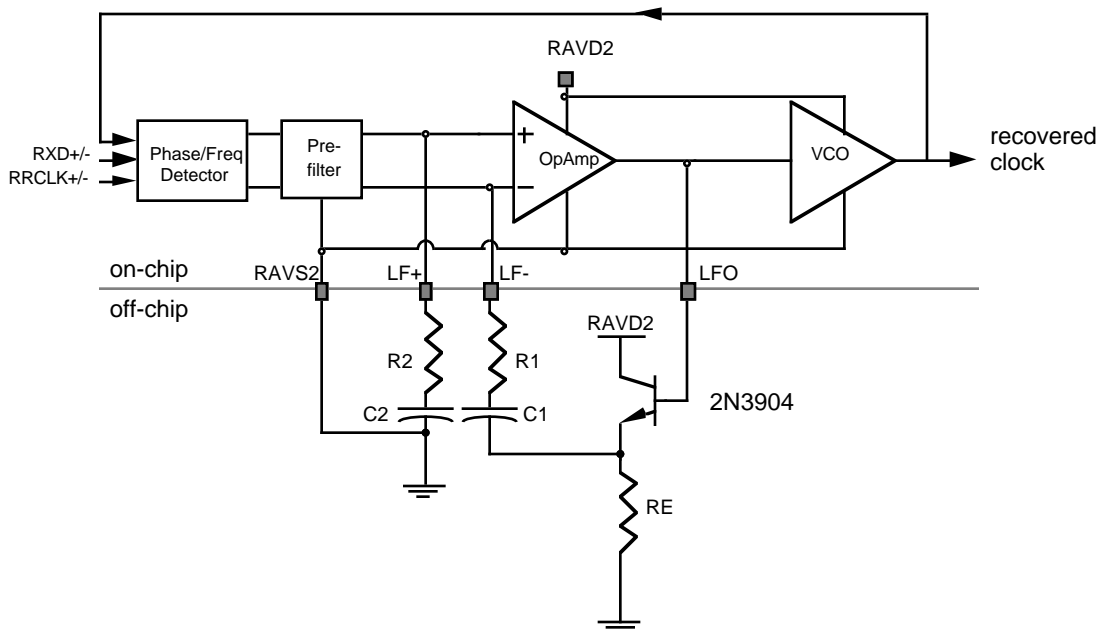 RAVD2
RXD+/-
RRCLK+/-
Phase/Freq
Detector
Pre-
filter
+
−
OpAmp
VCO
recovered
clock
on-chip
RAVS2
LF+
LF-
LFO
off-chip
RAVD2
R2
R1
C2
C1
2N3904
RE